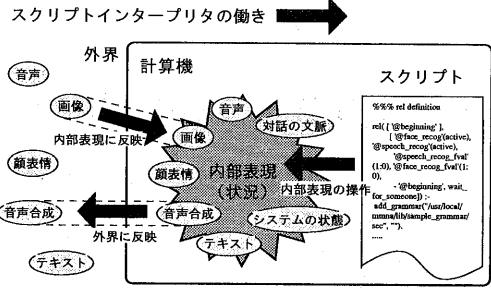 スクリプトインタープリタの働き
外界
計算機
音声
画像
内部表現に反映
顔表情
音声合成
外界に反映
テキスト
音声
画像
対話の文脈
顔表情
内部表現
(状況)
音声合成
システムの状態
テキスト
内部表現の操作
スクリプト
%%% rel definition
rel( [ '@beginning' ],
[ '@face_recog'(active),
'@speech_recog'(active),
'@speech_recog_fval'
(1:0), '@face_recog_fval'(1:
0),
- '@beginning', wait_
for_someone]) :-
add_grammar("/usr/local/
mmna/lib/sample_grammar/
sec", "").
.....